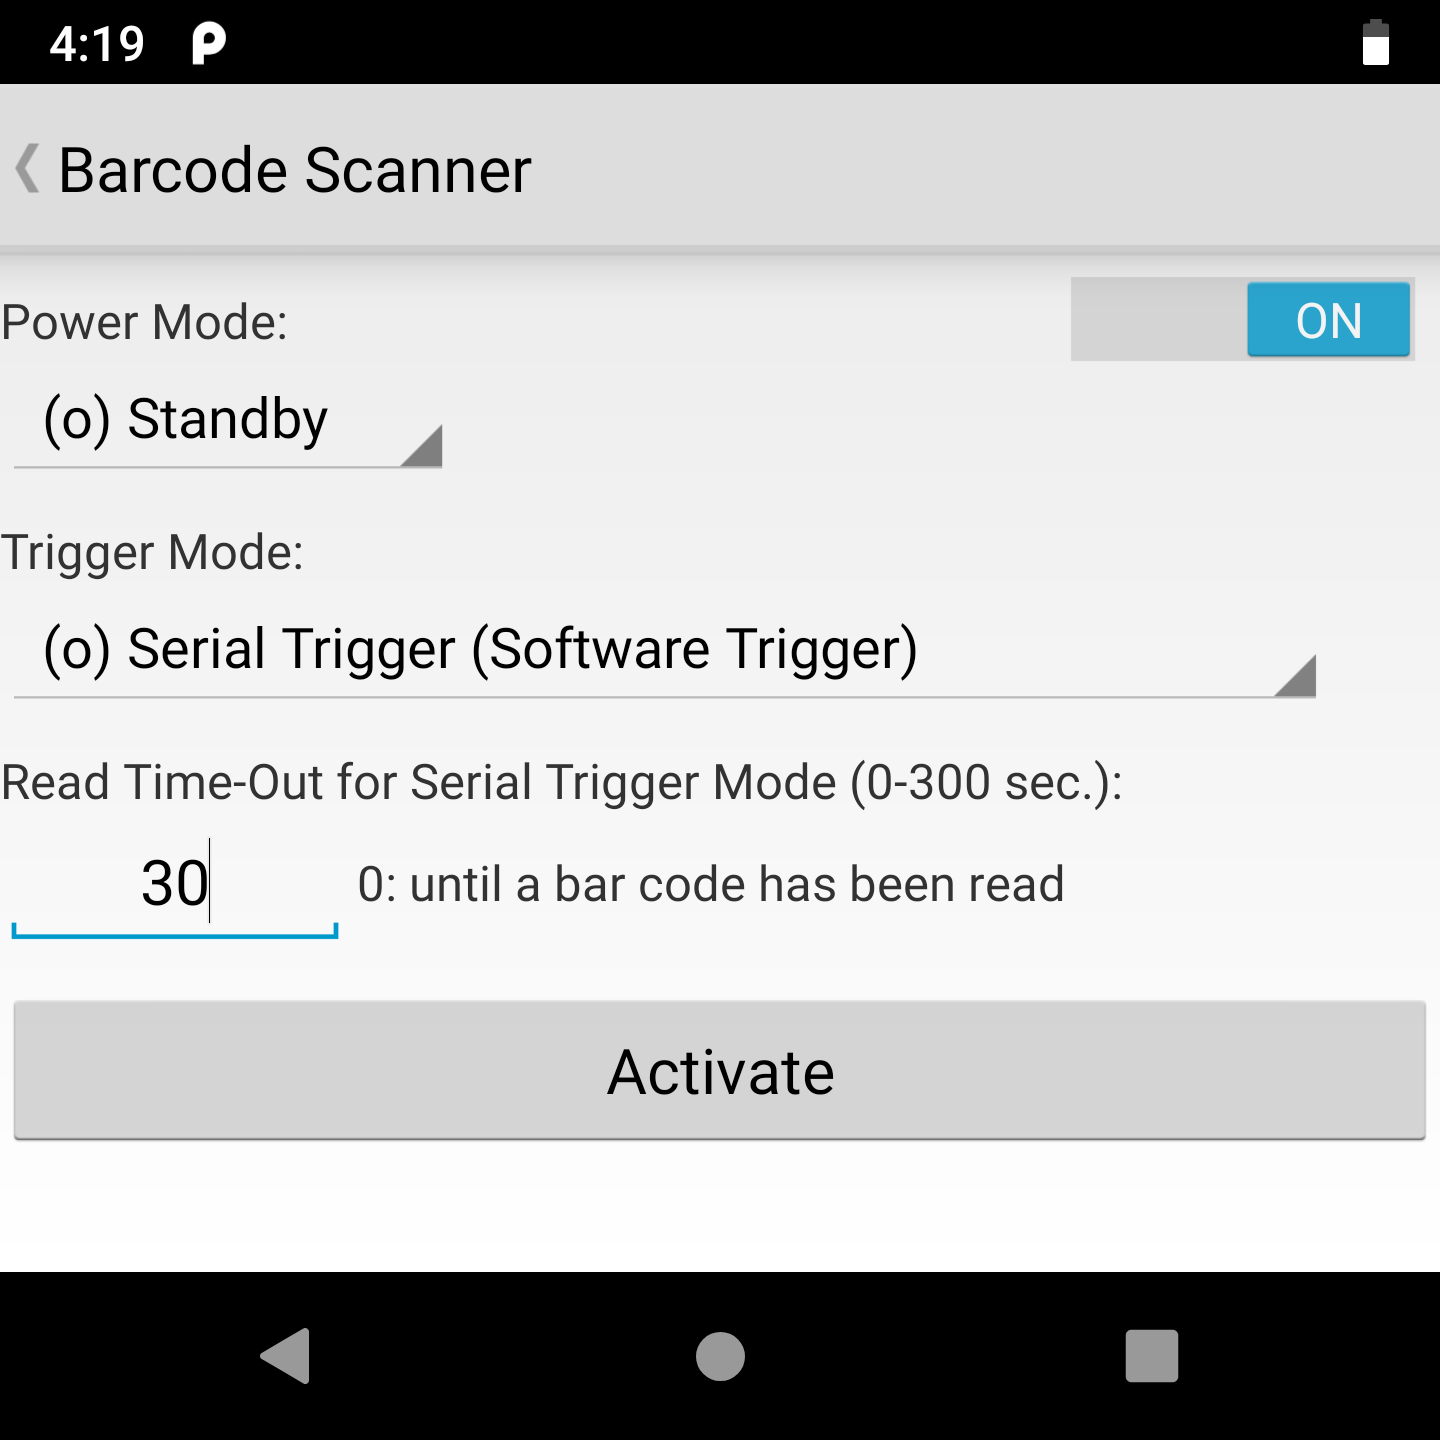 4:19
Barcode Scanner
Power Mode:
ON
(o) Standby
Trigger Mode:
(o) Serial Trigger (Software Trigger)
Read Time-Out for Serial Trigger Mode (0-300 sec.):
30 0: until a bar code has been read
Activate